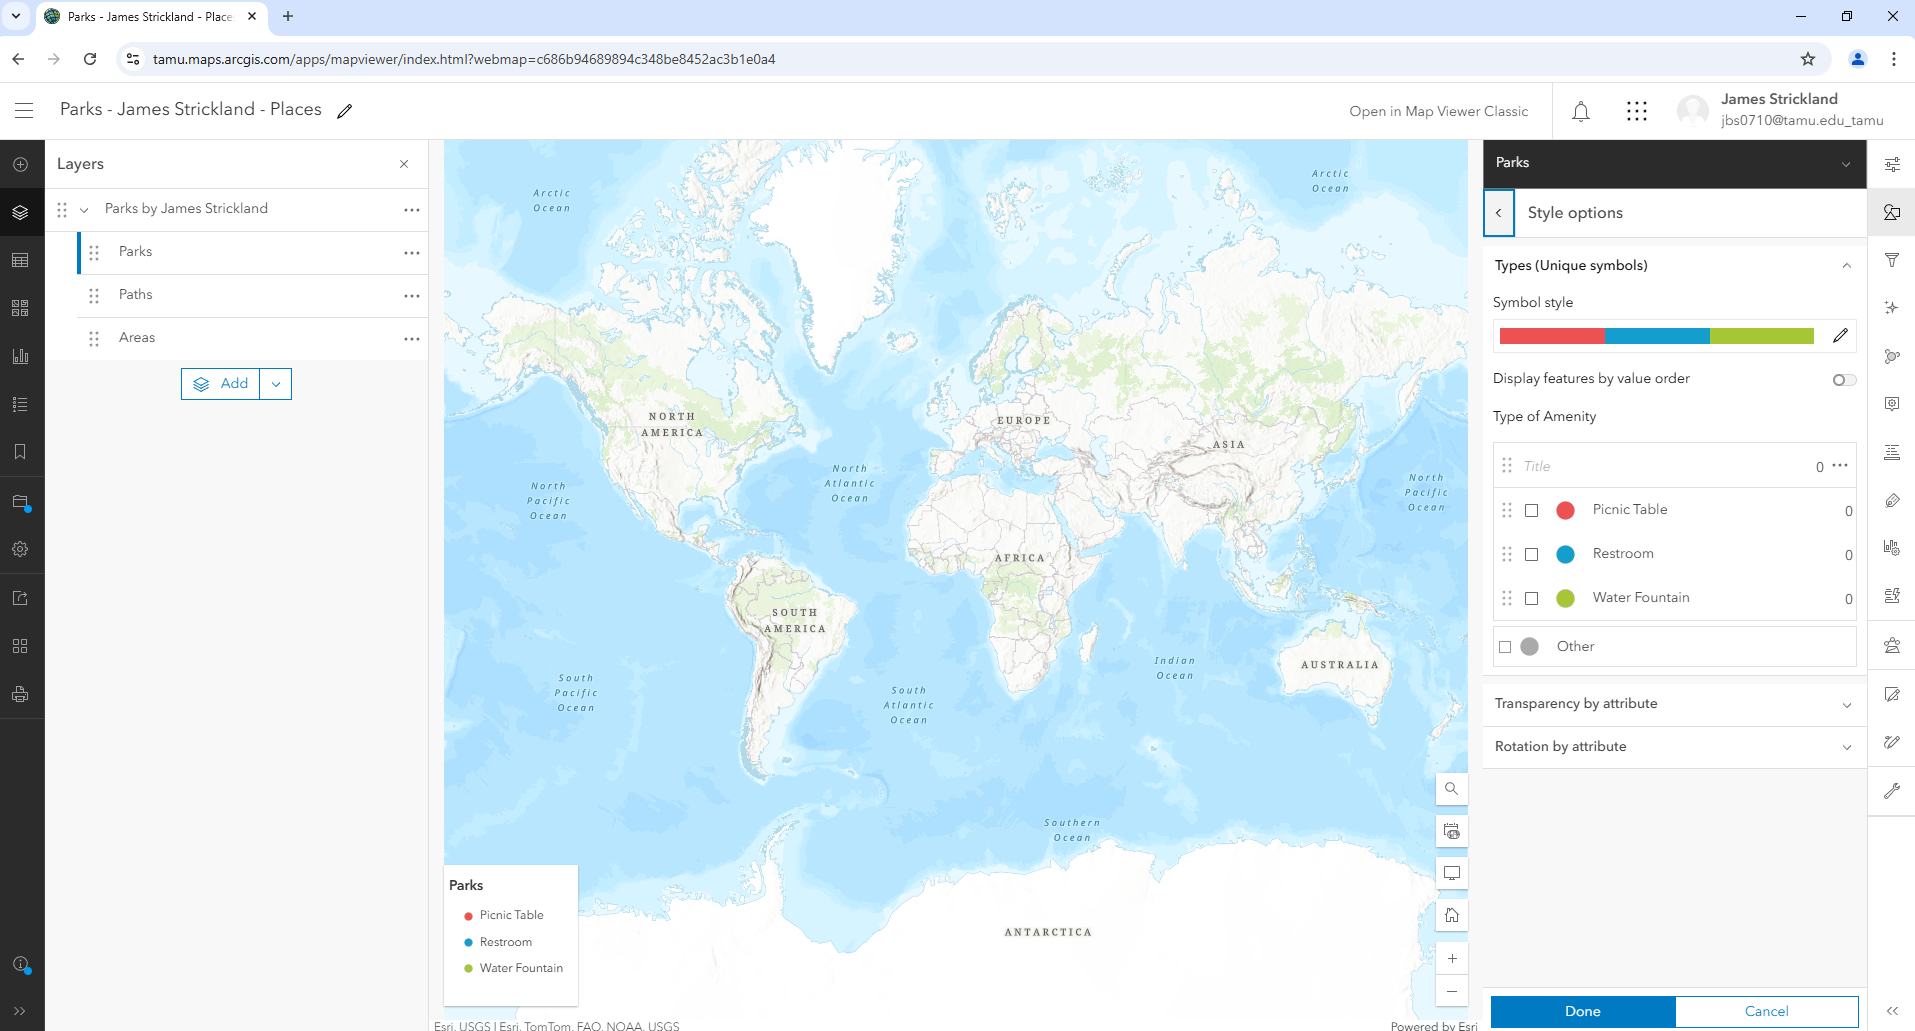 Parks - James Strickland - Place
tamu.maps.arcgis.com/apps/mapviewer/index.html?webmap=c686b94689894c348be8452ac3b1e0a4
Parks - James Strickland - Places
Open in Map Viewer Classic
James Strickland
jbs0710@tamu.edu_tamu
Layers
Parks by James Strickland
Parks
Paths
Areas
Add
Arctic
Ocean
Arctic
Ocean
NORTH
AMERICA
EUROPE
ASIA
North
Pacific
Ocean
North
Atlantic
Ocean
North
Pacific
Ocean
AFRICA
SOUTH
AMERICA
South
Pacific
Ocean
South
Atlantic
Ocean
Indian
Ocean
AUSTRALIA
Southern
Ocean
ANTARCTICA
Parks
Picnic Table
Restroom
Water Fountain
Esri, USGS | Esri, TomTom, FAO, NOAA, USGS
Powered by Esri
Parks
Style options
Types (Unique symbols)
Symbol style
Display features by value order
Type of Amenity
Title 0
Picnic Table 0
Restroom 0
Water Fountain 0
Other
Transparency by attribute
Rotation by attribute
Done
Cancel